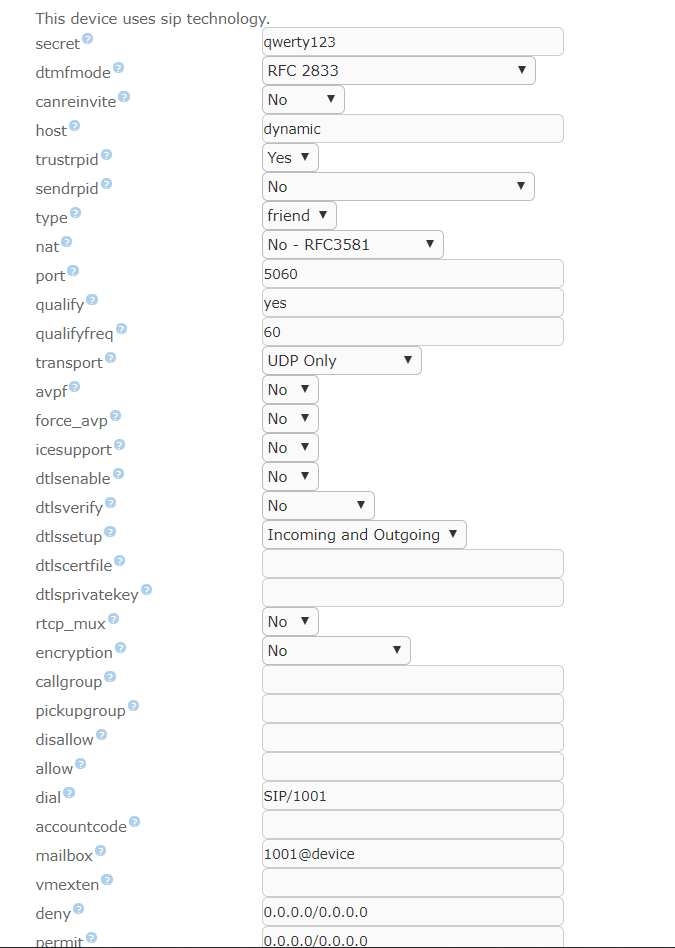 This device uses sip technology.
secret ? qwerty123
dtmfmode ? RFC 2833
canreinvite ? No
host ? dynamic
trustrpid ? Yes
sendrpid ? No
type ? friend
nat ? No - RFC3581
port ? 5060
qualify ? yes
qualifyfreq ? 60
transport ? UDP Only
avpf ? No
force_avp ? No
icesupport ? No
dtlsenable ? No
dtlsverify ? No
dtlssetup ? Incoming and Outgoing
dtlscertfile ?
dtlsprivatekey ?
rtcp_mux ? No
encryption ? No
callgroup ?
pickupgroup ?
disallow ?
allow ?
dial ? SIP/1001
accountcode ?
mailbox ? 1001@device
vmexten ?
deny ? 0.0.0.0/0.0.0.0
permit ? 0.0.0.0/0.0.0.0